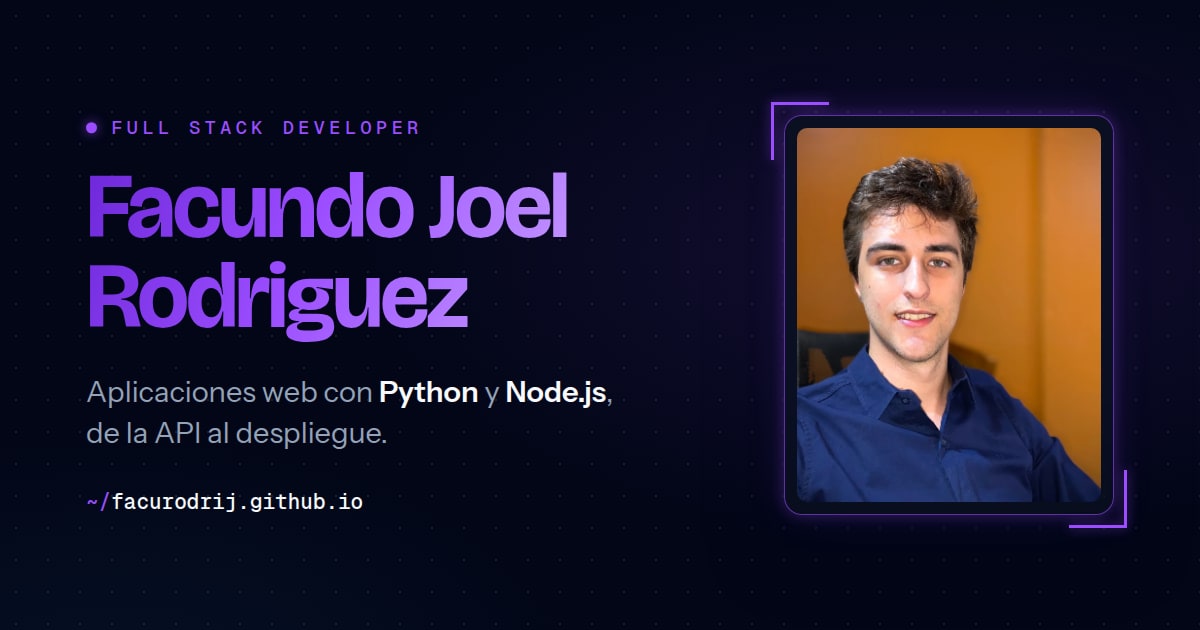 FULL STACK DEVELOPER
Facundo Joel
Rodriguez
Aplicaciones web con Python y Node.js,
de la API al despliegue.
~/facurodrij.github.io